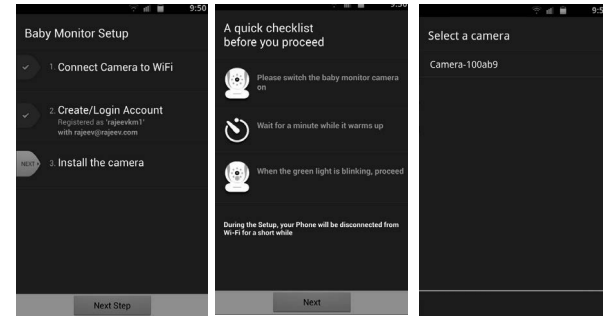 9:50
Baby Monitor Setup
1. Connect Camera to WiFi
2. Create/Login Account
Registered as 'rajeevkm1'
with rajeev@rajeev.com
NEXT
3. Install the camera
Next Step
9:50
A quick checklist
before you proceed
Please switch the baby monitor camera
on
Wait for a minute while it warms up
When the green light is blinking, proceed
During the Setup, your Phone will be disconnected from
Wi-Fi for a short while
Next
Select a camera
Camera-100ab9